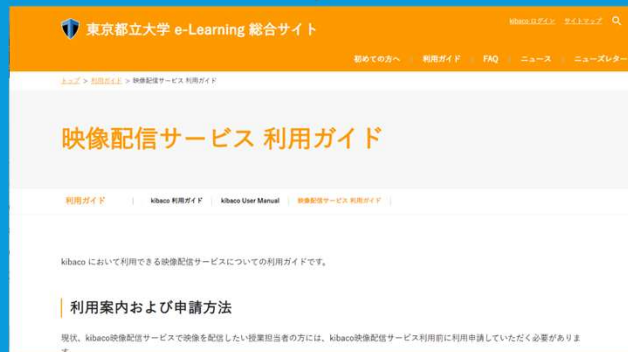 東京都立大学 e-Learning 総合サイト
kibaco ログイン サイトマップ
初めての方へ 利用ガイド FAQ ニュース ニューズレター
トップ > 利用ガイド > 映像配信サービス 利用ガイド
映像配信サービス 利用ガイド
利用ガイド kibaco 利用ガイド kibaco User Manual 映像配信サービス 利用ガイド
kibaco において利用できる映像配信サービスについての利用ガイドです。
利用案内および申請方法
現状、kibaco映像配信サービスで映像を配信したい授業担当者の方には、kibaco映像配信サービス利用前に利用申請していただく必要がありま
す。